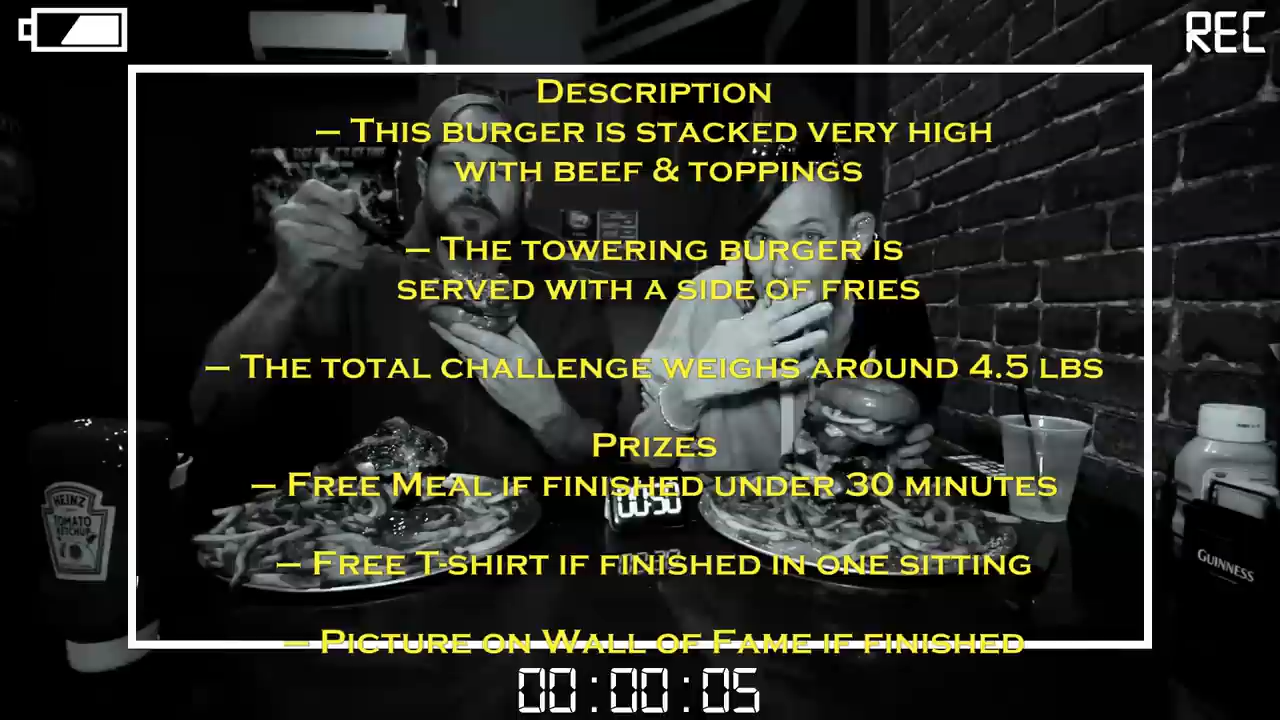 REC
Description
– This burger is stacked very high
with beef & toppings
– The towering burger is
served with a side of fries
– The total challenge weighs around 4.5 lbs
Prizes
– Free Meal if finished under 30 minutes
– Free T-shirt if finished in one sitting
– Picture on Wall of Fame if finished
HEINZ
TOMATO
KETCHUP
00:50
GUINNESS
00:00:05